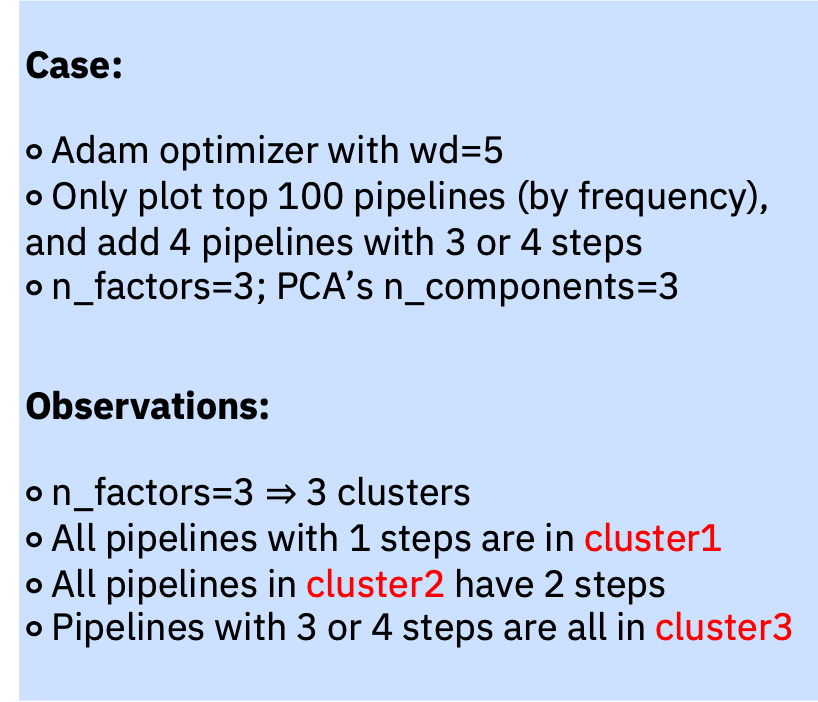 Case:
∘ Adam optimizer with wd=5
∘ Only plot top 100 pipelines (by frequency),
and add 4 pipelines with 3 or 4 steps
∘ n_factors=3; PCA’s n_components=3
Observations:
∘ n_factors=3 ⇒ 3 clusters
∘ All pipelines with 1 steps are in cluster1
∘ All pipelines in cluster2 have 2 steps
∘ Pipelines with 3 or 4 steps are all in cluster3